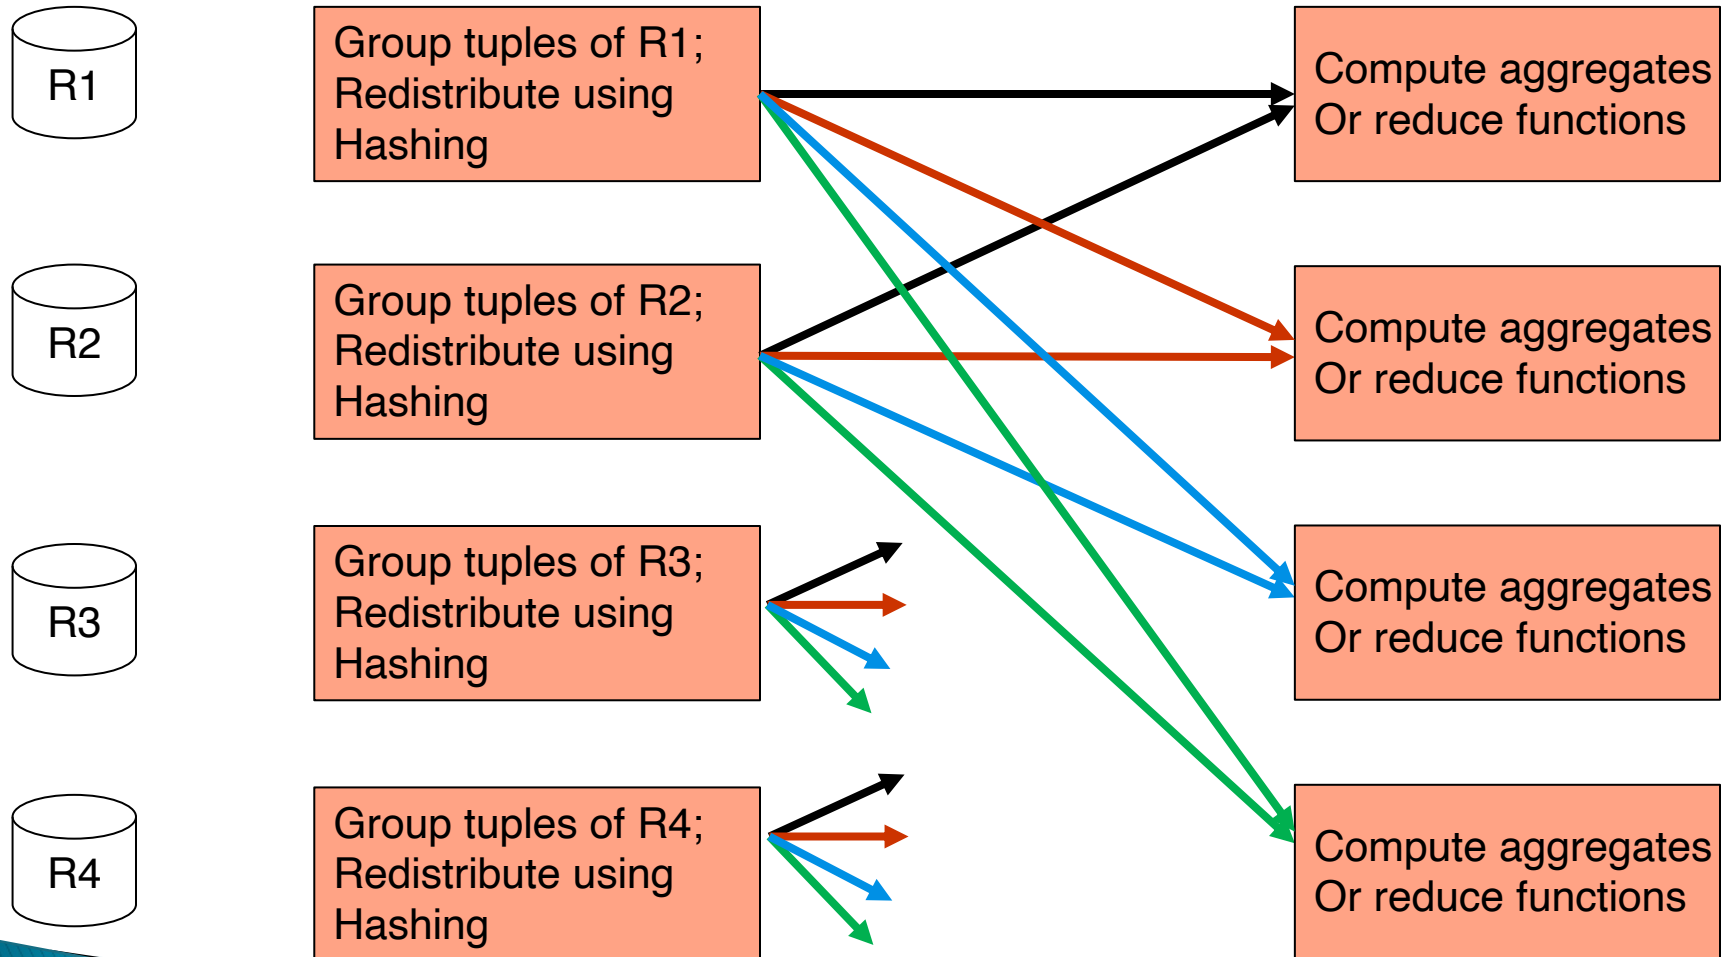 R1
Group tuples of R1;
Redistribute using
Hashing
Compute aggregates
Or reduce functions
R2
Group tuples of R2;
Redistribute using
Hashing
Compute aggregates
Or reduce functions
R3
Group tuples of R3;
Redistribute using
Hashing
Compute aggregates
Or reduce functions
R4
Group tuples of R4;
Redistribute using
Hashing
Compute aggregates
Or reduce functions